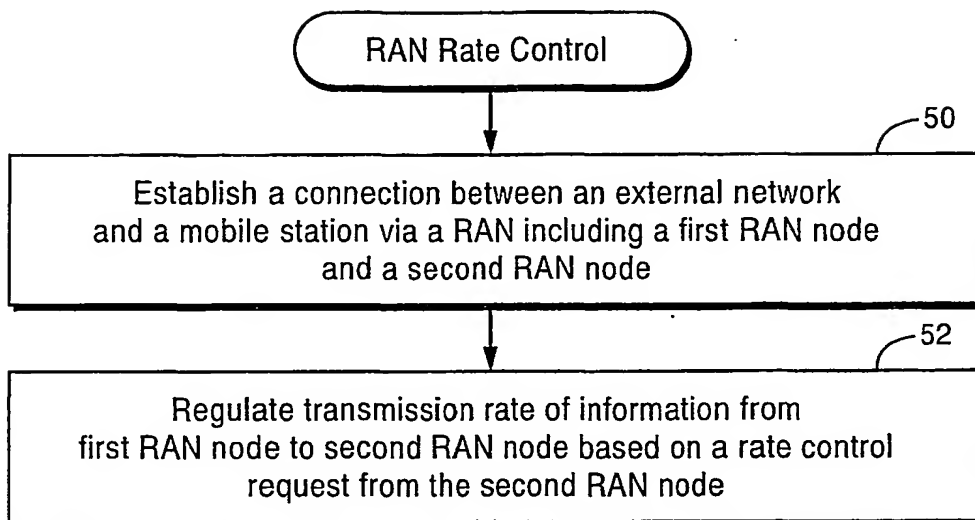 RAN Rate Control
50
Establish a connection between an external network
and a mobile station via a RAN including a first RAN node
and a second RAN node
52
Regulate transmission rate of information from
first RAN node to second RAN node based on a rate control
request from the second RAN node